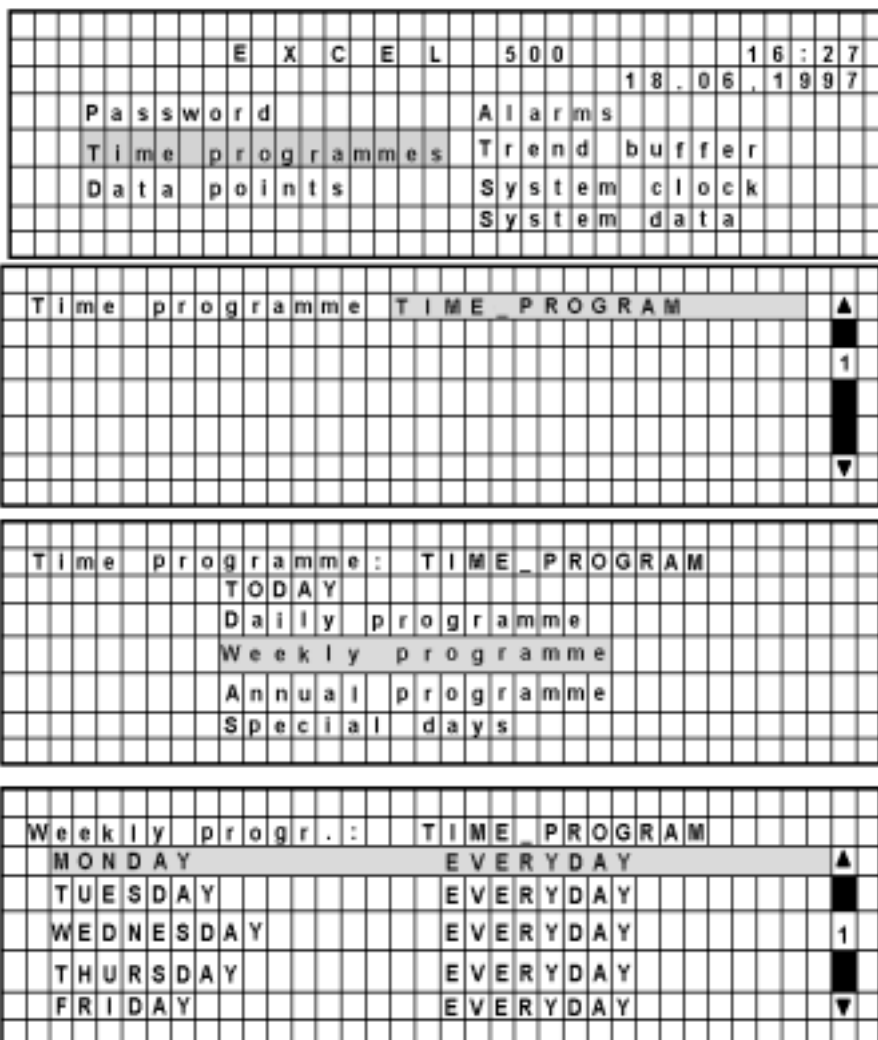 EXCEL 500 16:27
18.06.1997
Password Alarms
Time programmes Trend buffer
Data points System clock
System data
Time programme TIME_PROGRAM ▲
1
▼
Time programme: TIME_PROGRAM
TODAY
Daily programme
Weekly programme
Annual programme
Special days
Weekly progr.: TIME_PROGRAM
MONDAY EVERYDAY ▲
TUESDAY EVERYDAY
WEDNESDAY EVERYDAY 1
THURSDAY EVERYDAY
FRIDAY EVERYDAY ▼